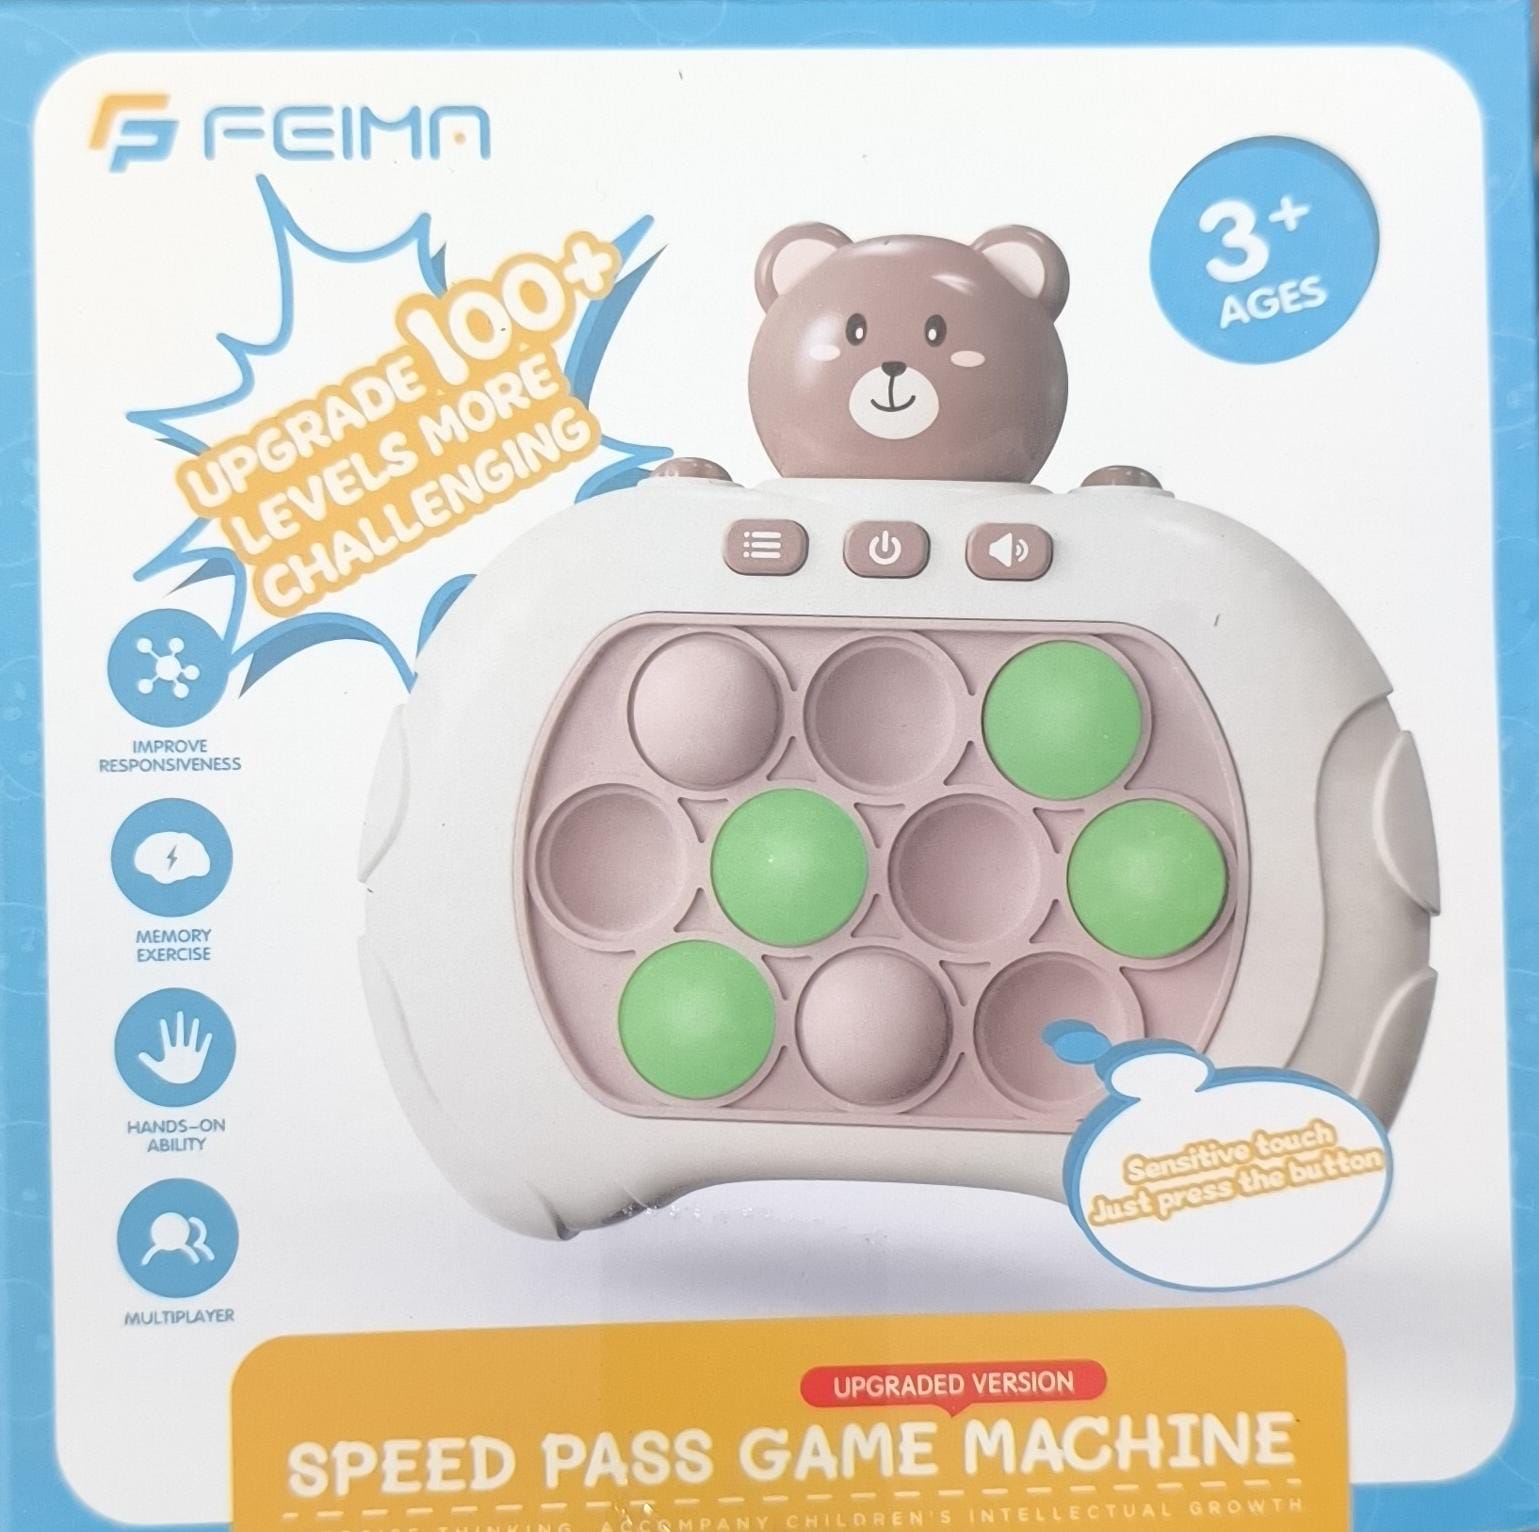 FEIMA
3+
AGES
UPGRADE 100+
LEVELS MORE
CHALLENGING
IMPROVE
RESPONSIVENESS
MEMORY
EXERCISE
HANDS-ON
ABILITY
MULTIPLAYER
Sensitive touch
Just press the button
UPGRADED VERSION
SPEED PASS GAME MACHINE
THINKING, ACCOMPANY CHILDREN'S INTELLECTUAL GROWTH